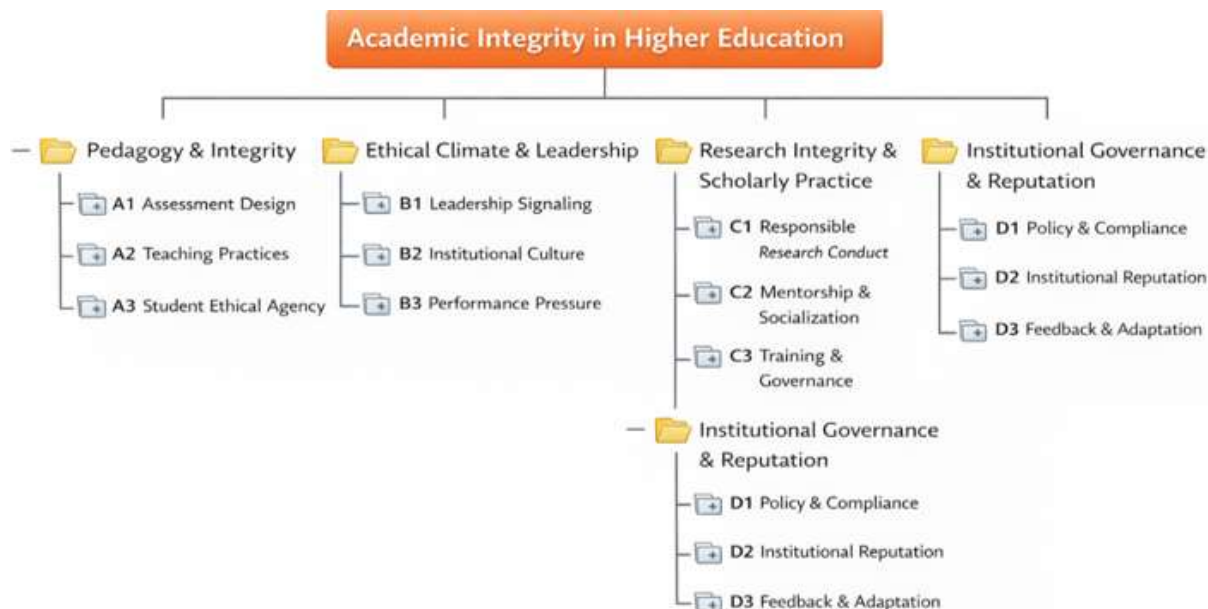 Academic Integrity in Higher Education
Pedagogy & Integrity
A1 Assessment Design
A2 Teaching Practices
A3 Student Ethical Agency
Ethical Climate & Leadership
B1 Leadership Signaling
B2 Institutional Culture
B3 Performance Pressure
Research Integrity &
Scholarly Practice
C1 Responsible
Research Conduct
C2 Mentorship &
Socialization
C3 Training &
Governance
Institutional Governance
& Reputation
D1 Policy & Compliance
D2 Institutional Reputation
D3 Feedback & Adaptation
Institutional Governance
& Reputation
D1 Policy & Compliance
D2 Institutional Reputation
D3 Feedback & Adaptation